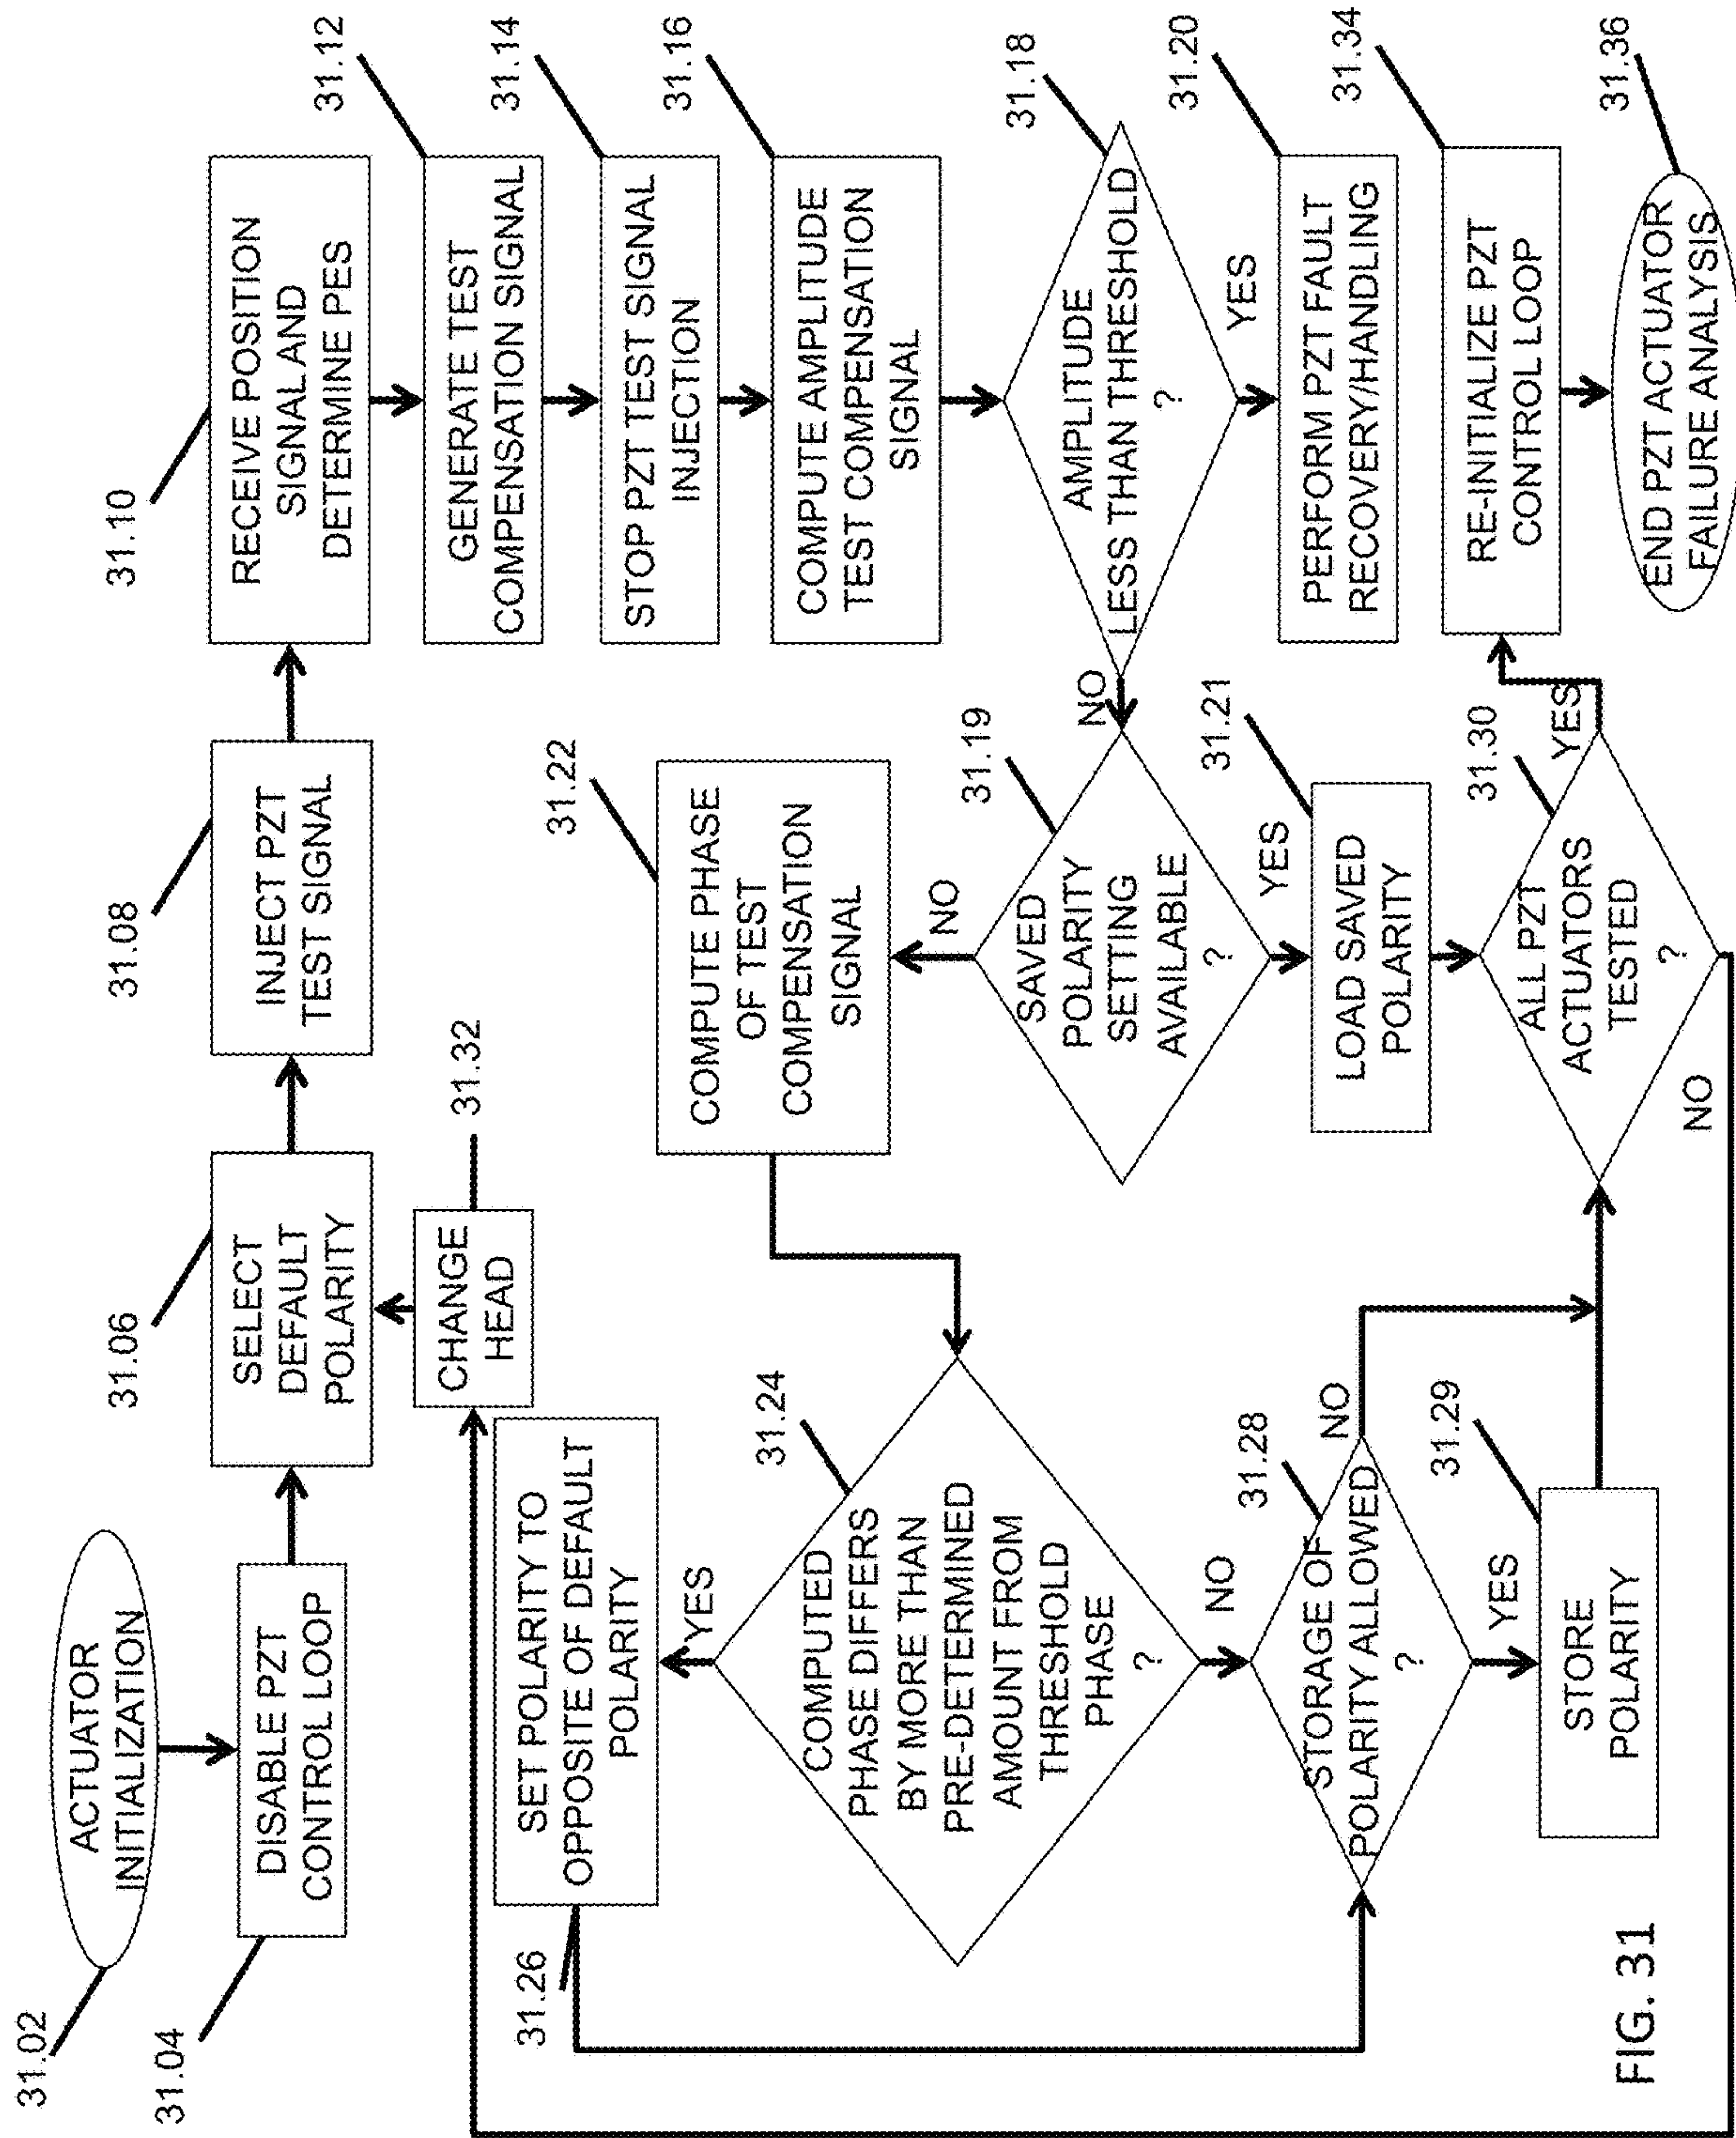 31.02
ACTUATOR
INITIALIZATION
31.04
DISABLE PZT
CONTROL LOOP
31.06
SELECT
DEFAULT
POLARITY
31.32
CHANGE
HEAD
31.08
INJECT PZT
TEST SIGNAL
31.10
RECEIVE POSITION
SIGNAL AND
DETERMINE PES
31.12
GENERATE TEST
COMPENSATION SIGNAL
31.14
STOP PZT TEST SIGNAL
INJECTION
31.16
COMPUTE AMPLITUDE
TEST COMPENSATION
SIGNAL
31.18
AMPLITUDE
LESS THAN THRESHOLD
?
YES
NO
31.20
PERFORM PZT FAULT
RECOVERY/HANDLING
31.19
SAVED
POLARITY
SETTING
AVAILABLE
?
NO
YES
31.21
LOAD SAVED
POLARITY
31.22
COMPUTE PHASE
OF TEST
COMPENSATION
SIGNAL
31.24
COMPUTED
PHASE DIFFERS
BY MORE THAN
PRE-DETERMINED
AMOUNT FROM
THRESHOLD
PHASE
?
YES
NO
31.26
SET POLARITY TO
OPPOSITE OF DEFAULT
POLARITY
31.28
STORAGE OF
POLARITY ALLOWED
?
NO
YES
31.29
STORE
POLARITY
31.30
ALL PZT
ACTUATORS
TESTED
?
YES
NO
31.34
RE-INITIALIZE PZT
CONTROL LOOP
31.36
END PZT ACTUATOR
FAILURE ANALYSIS
FIG. 31